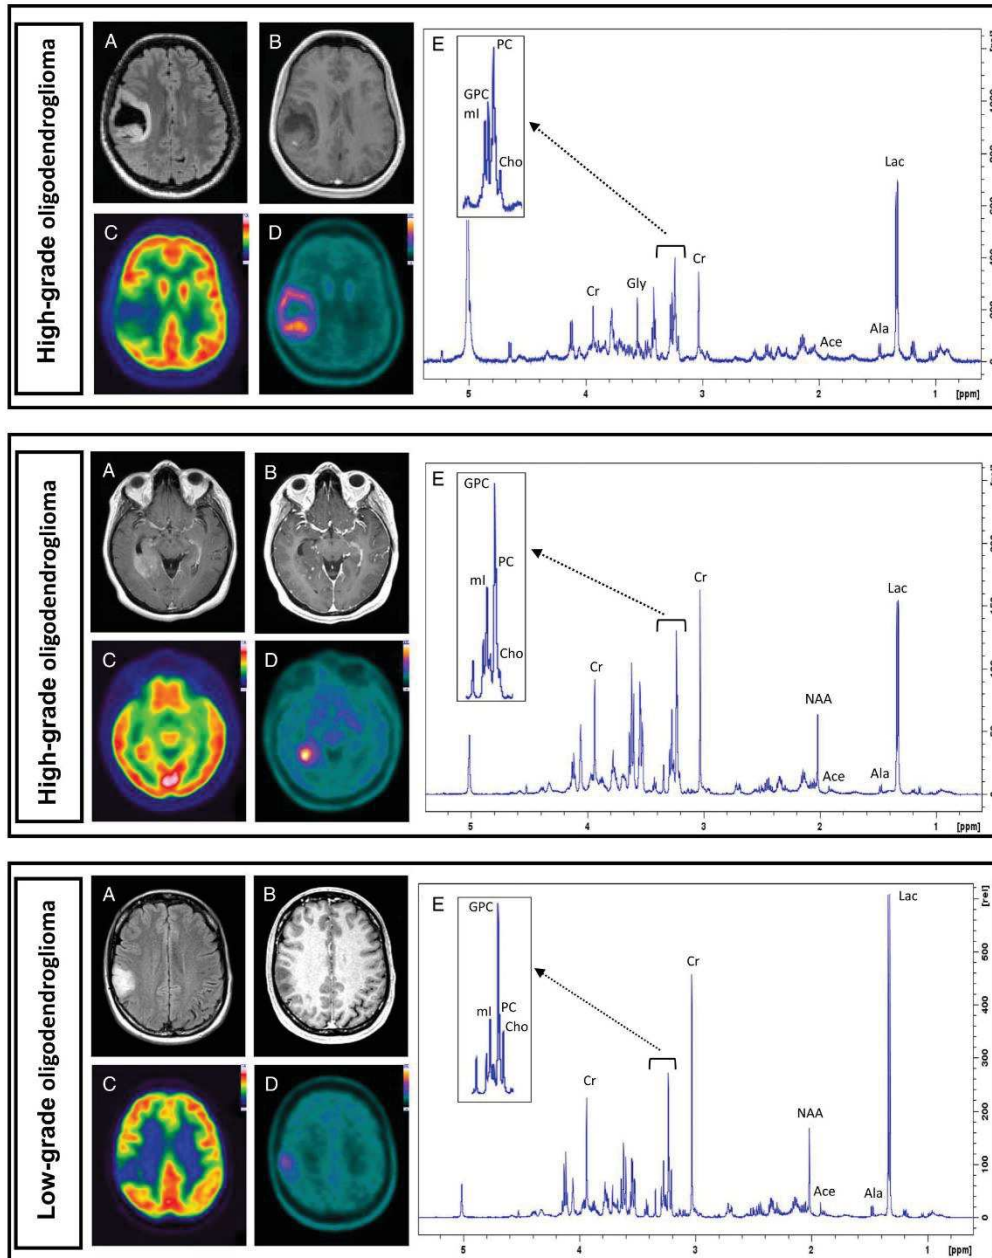 High-grade oligodendroglioma
A
B
C
D
E
PC
GPC
mI
Cho
Lac
Cr
Gly
Cr
Ala
Ace
5
4
3
2
1
[ppm]
High-grade oligodendroglioma
A
B
C
D
E
GPC
PC
mI
Cho
Cr
Lac
Cr
NAA
Ace
Ala
5
4
3
2
1
[ppm]
Low-grade oligodendroglioma
A
B
C
D
E
GPC
PC
mI
Cho
Lac
[rel]
Cr
Cr
NAA
Ace
Ala
500
400
300
200
100
0
5
4
3
2
1
[ppm]